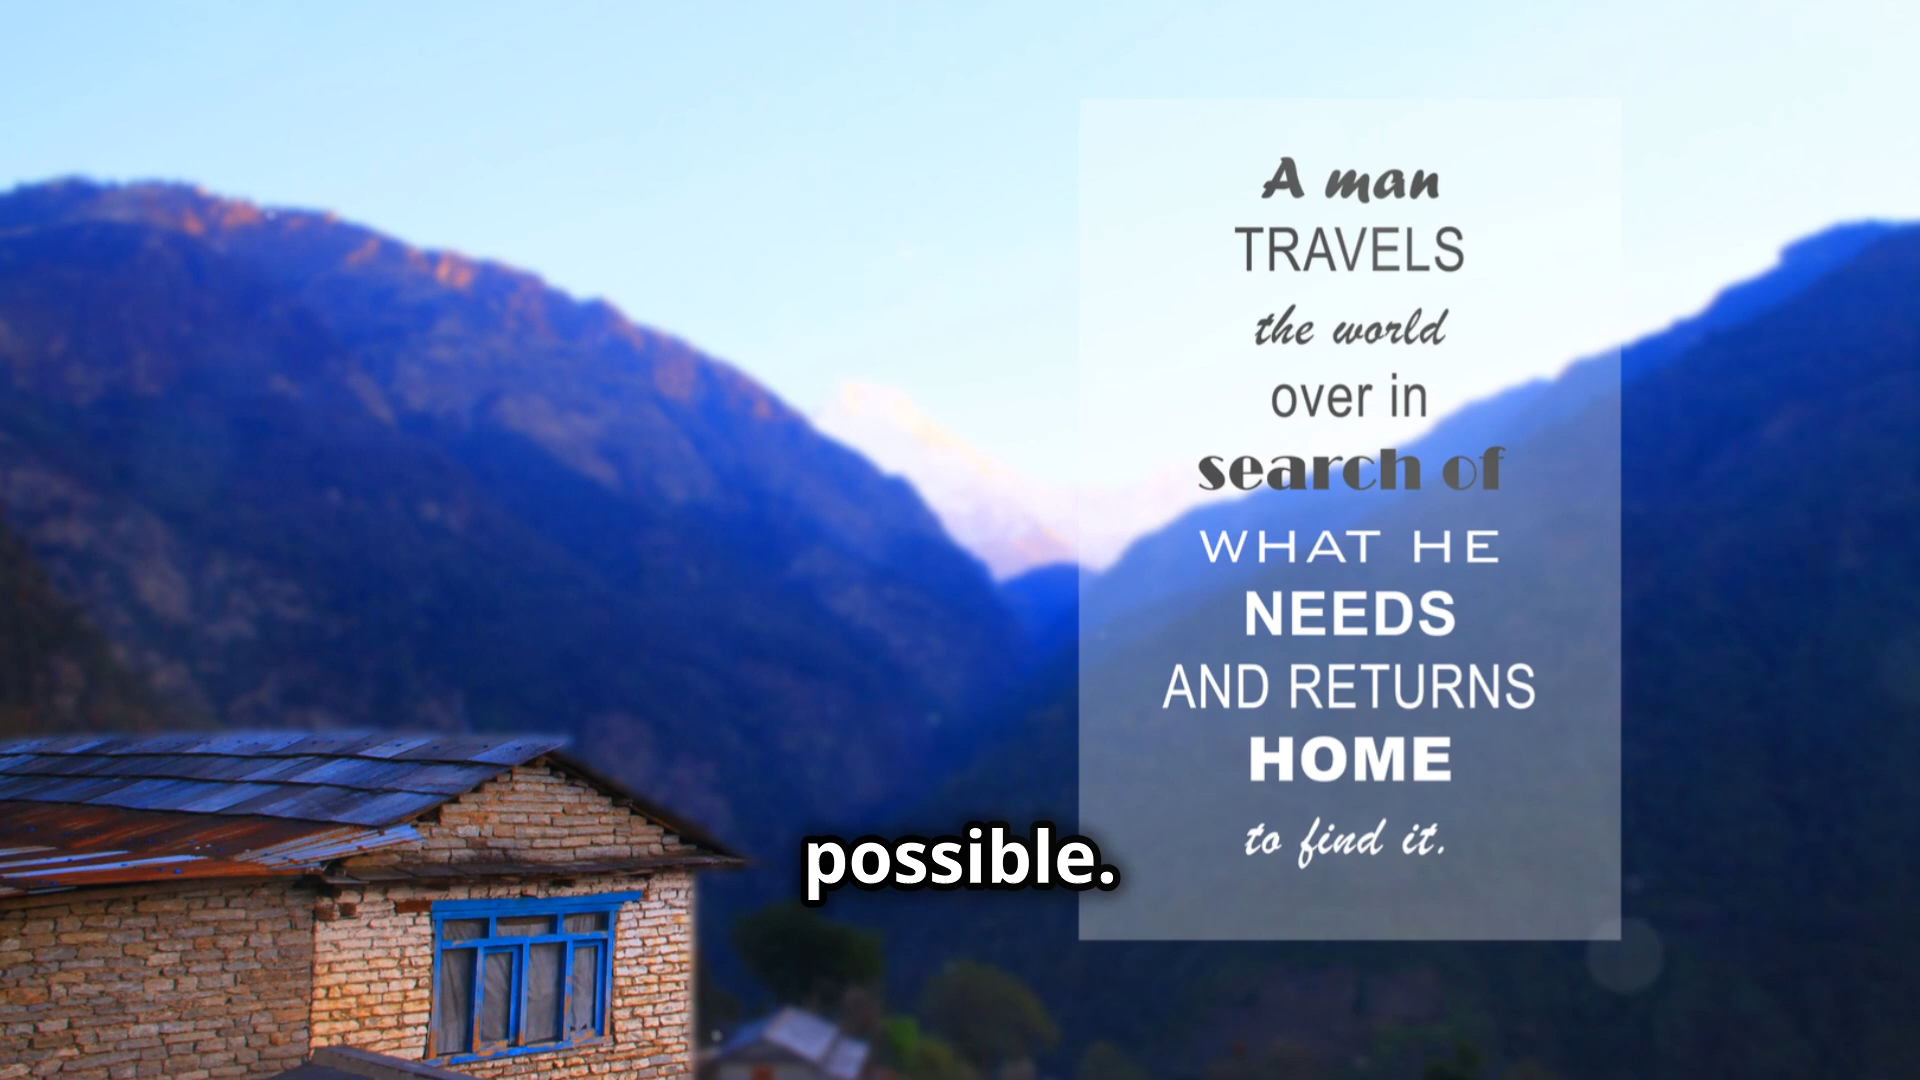 A man
TRAVELS
the world
over in
search of
WHAT HE
NEEDS
AND RETURNS
HOME
to find it.
possible.